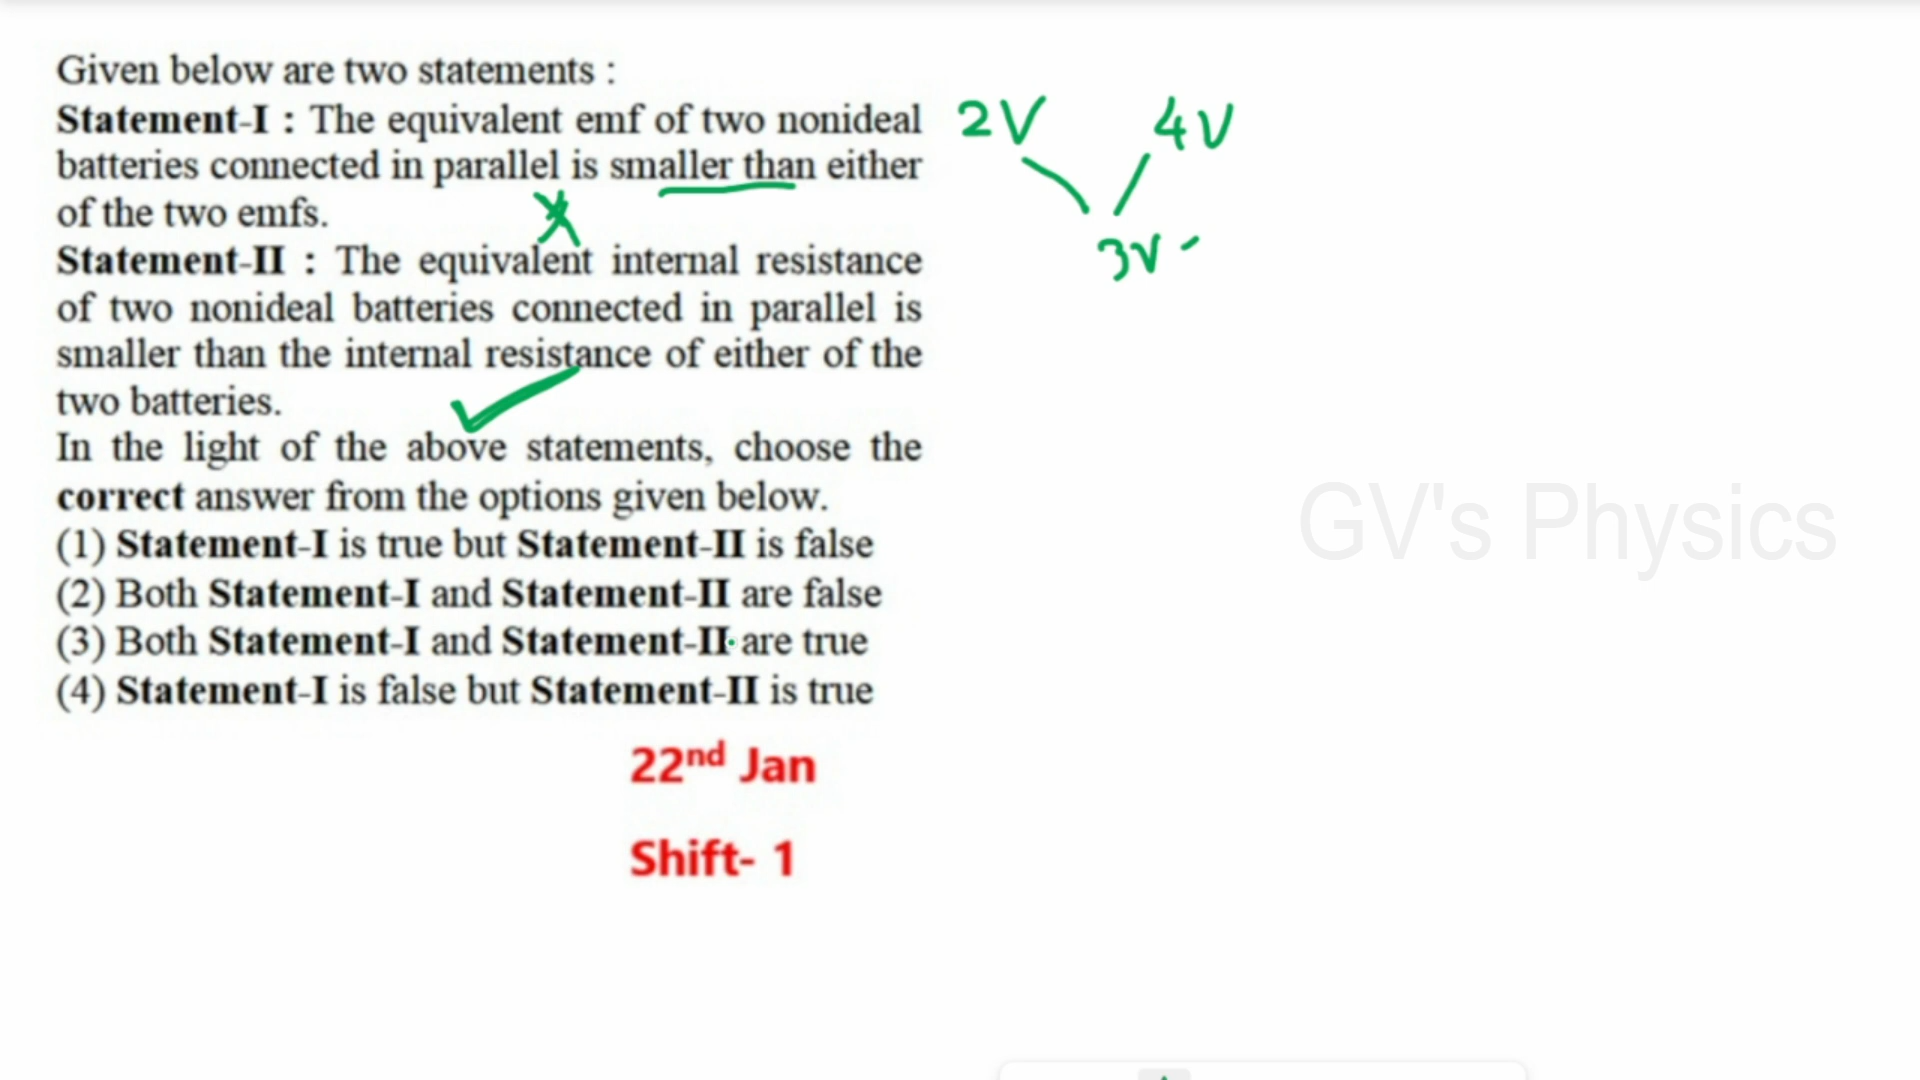 Given below are two statements :
Statement-I : The equivalent emf of two nonideal
batteries connected in parallel is smaller than either
of the two emfs.
Statement-II : The equivalent internal resistance
of two nonideal batteries connected in parallel is
smaller than the internal resistance of either of the
two batteries.
In the light of the above statements, choose the
correct answer from the options given below.
(1) Statement-I is true but Statement-II is false
(2) Both Statement-I and Statement-II are false
(3) Both Statement-I and Statement-II are true
(4) Statement-I is false but Statement-II is true
22nd Jan
Shift- 1
2V 4V
3V
GV's Physics